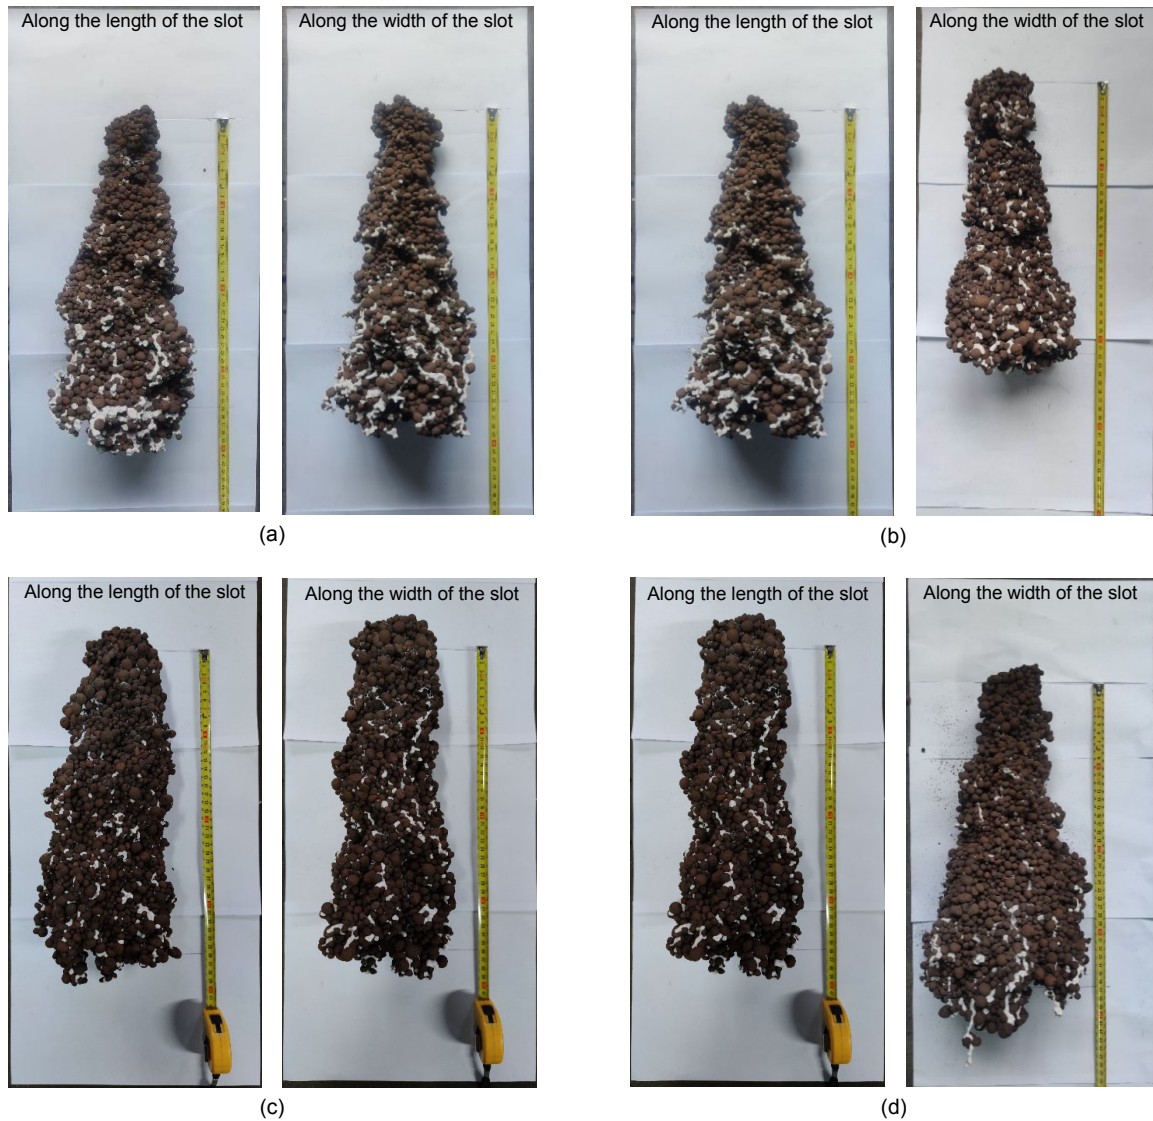 Along the length of the slot
Along the width of the slot
Along the length of the slot
Along the width of the slot
(a)
(b)
Along the length of the slot
Along the width of the slot
Along the length of the slot
Along the width of the slot
(c)
(d)